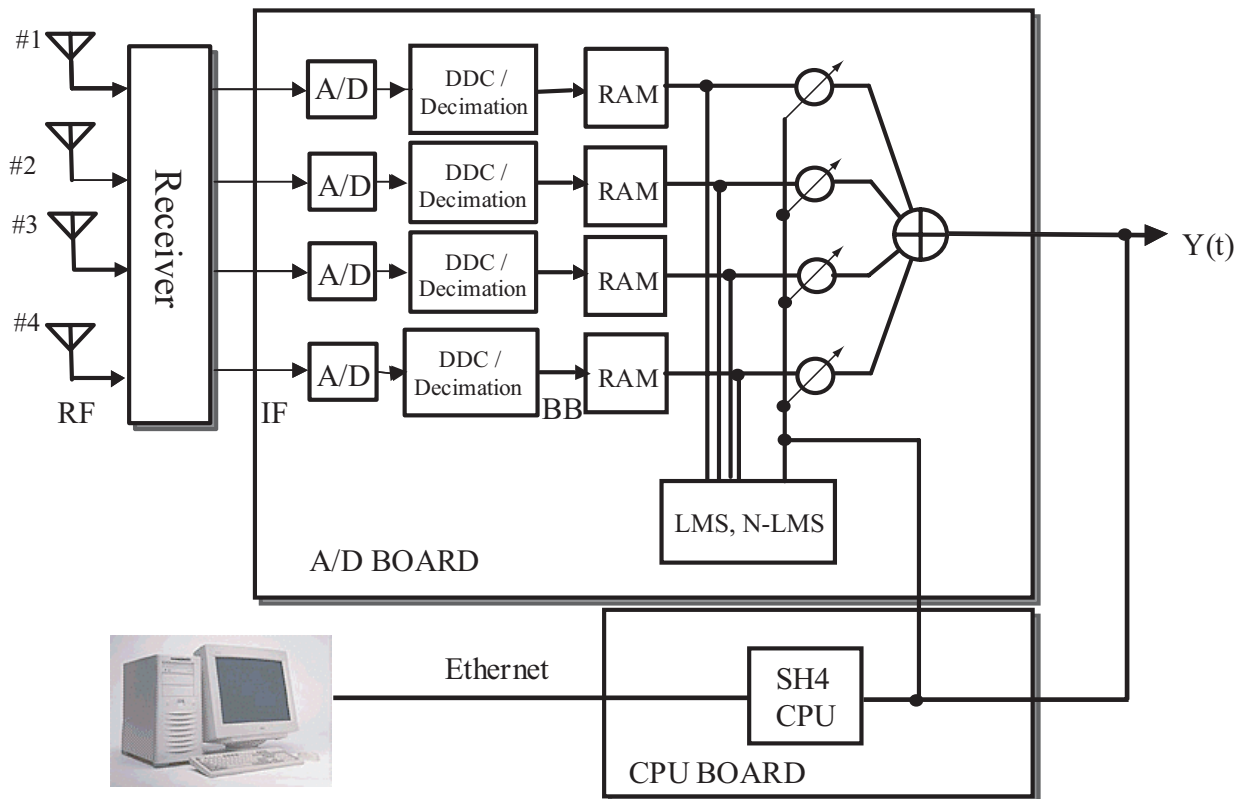 #1
#2
#3
#4
RF
Receiver
IF
A/D
DDC /
Decimation
RAM
A/D
DDC /
Decimation
RAM
A/D
DDC /
Decimation
RAM
A/D
DDC /
Decimation
BB
RAM
Y(t)
LMS, N-LMS
A/D BOARD
Ethernet
SH4
CPU
CPU BOARD